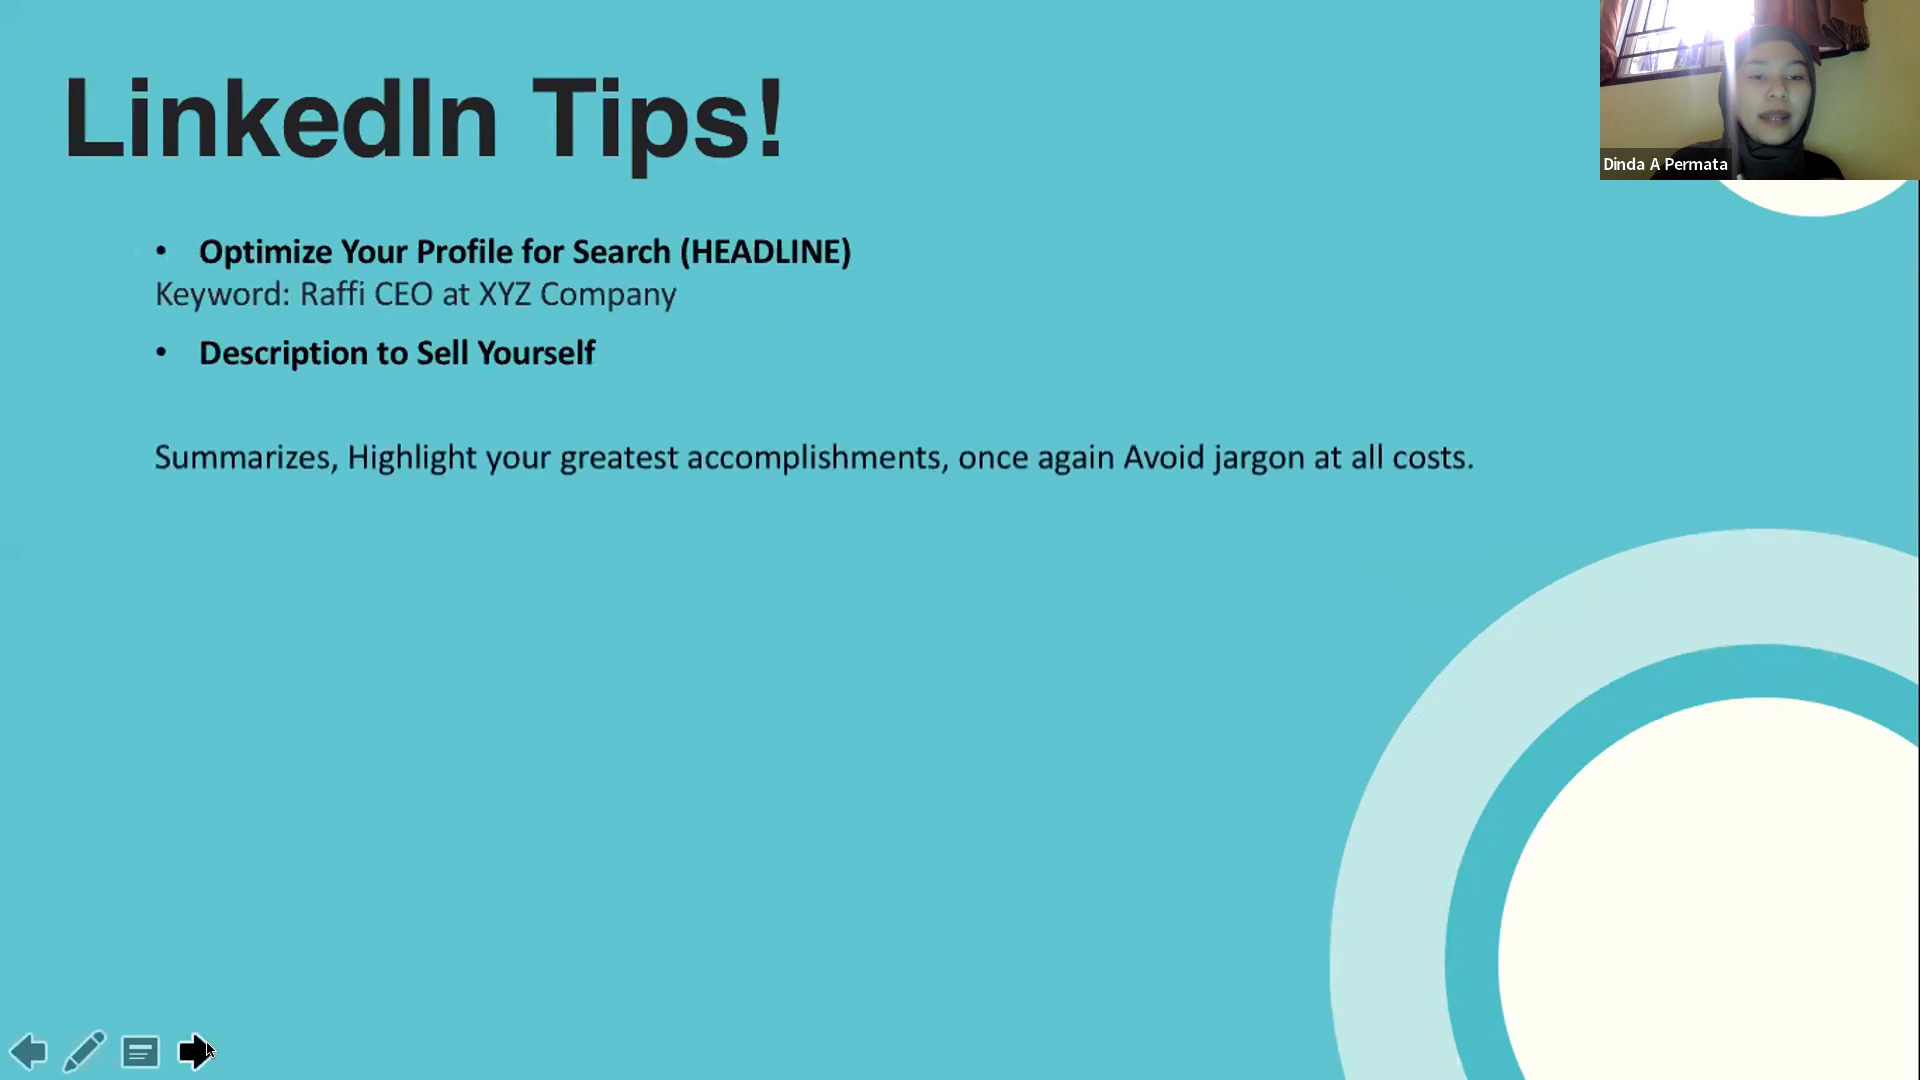 LinkedIn Tips!
Dinda A Permata
• Optimize Your Profile for Search (HEADLINE)
Keyword: Raffi CEO at XYZ Company
• Description to Sell Yourself
Summarizes, Highlight your greatest accomplishments, once again Avoid jargon at all costs.